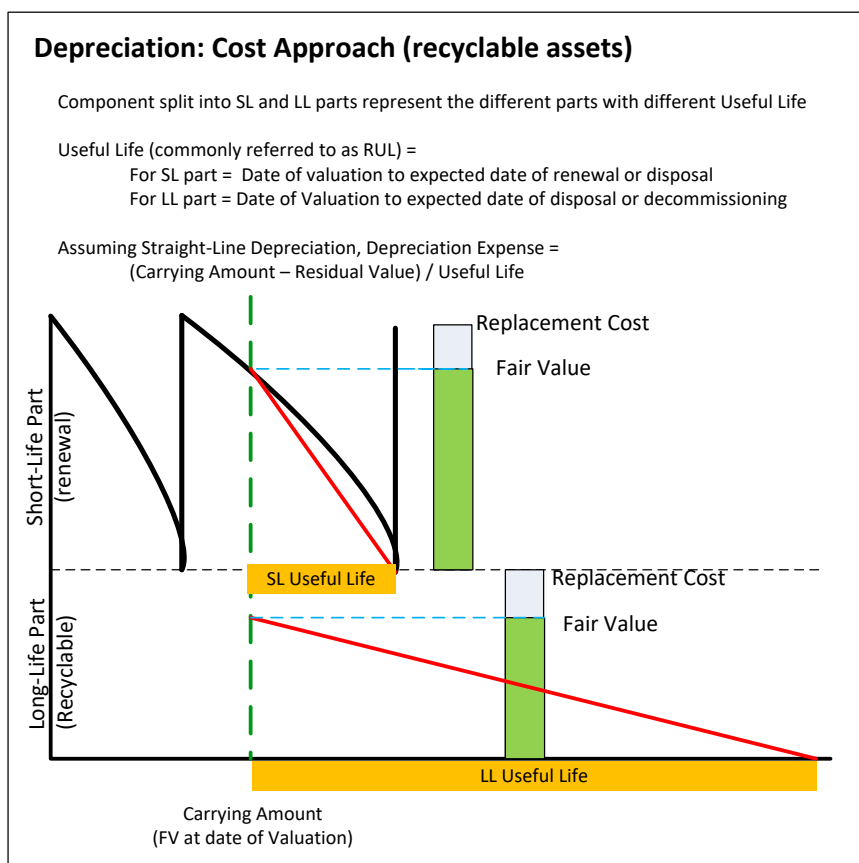 Depreciation: Cost Approach (recyclable assets)
Component split into SL and LL parts represent the different parts with different Useful Life
Useful Life (commonly referred to as RUL) =
For SL part = Date of valuation to expected date of renewal or disposal
For LL part = Date of Valuation to expected date of disposal or decommissioning
Assuming Straight-Line Depreciation, Depreciation Expense =
(Carrying Amount – Residual Value) / Useful Life
Replacement Cost
Fair Value
Short-Life Part
(renewal)
SL Useful Life
Replacement Cost
Fair Value
Long-Life Part
(Recyclable)
LL Useful Life
Carrying Amount
(FV at date of Valuation)